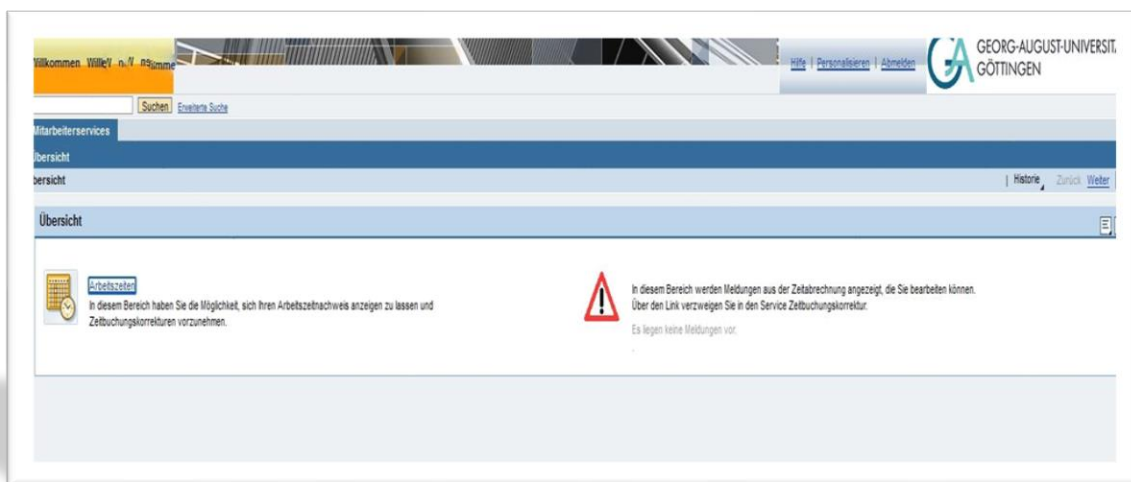 Willkommen
Hilfe | Personalisieren | Abmelden
GEORG-AUGUST-UNIVERSIT
GÖTTINGEN
Suchen Erweiterte Suche
Mitarbeiterservices
Übersicht
bersicht
| Historie Zurück Weiter
Übersicht
Arbeitszeiten
In diesem Bereich haben Sie die Möglichkeit, sich Ihren Arbeitszeitnachweis anzeigen zu lassen und
Zeitbuchungskorrekturen vorzunehmen.
In diesem Bereich werden Meldungen aus der Zeitabrechnung angezeigt, die Sie bearbeiten können.
Über den Link verzweigen Sie in den Service Zeitbuchungskorrektur.
Es liegen keine Meldungen vor.